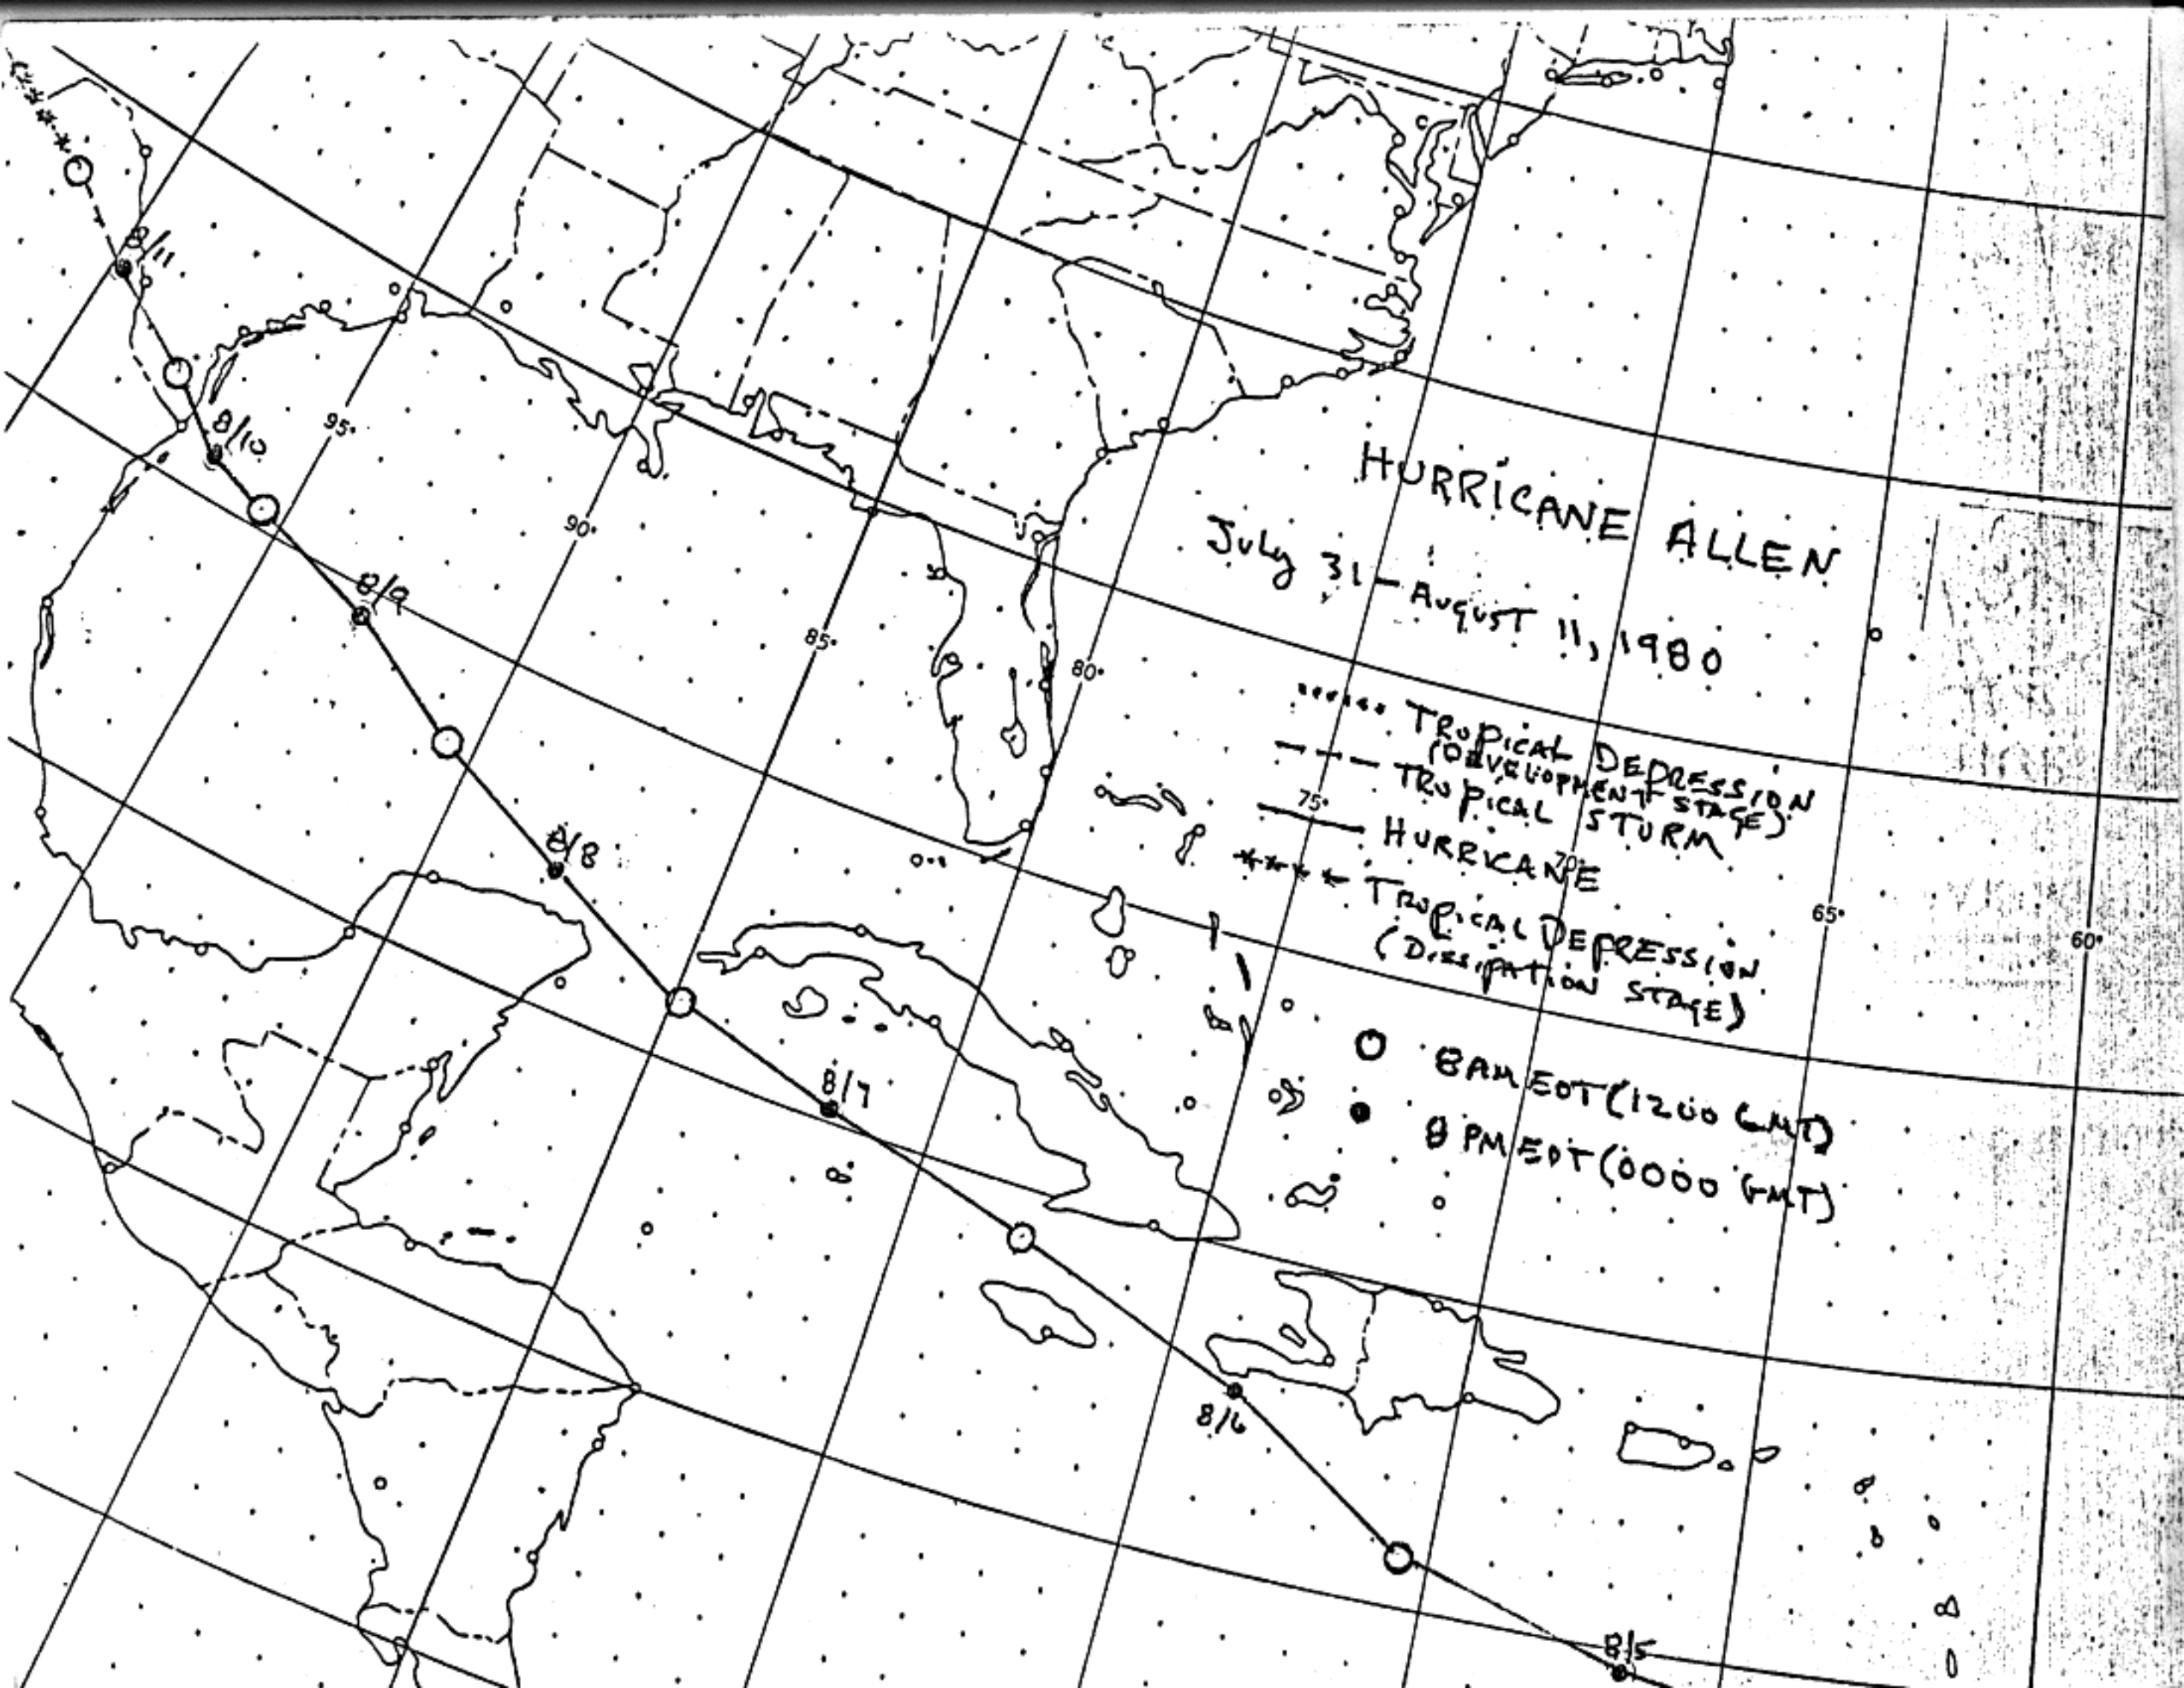 8/11
8/10
95°
8/9
90°
85°
80°
8/8
8/7
8/6
8/5
HURRICANE ALLEN
July 31 - AUGUST 11, 1980
TROPICAL DEPRESSION
(DEVELOPMENT STAGE)
TROPICAL STORM
75°
HURRICANE
70°
TROPICAL DEPRESSION
(DISSIPATION STAGE)
65°
60°
8 AM EDT (1200 GMT)
8 PM EDT (0000 GMT)